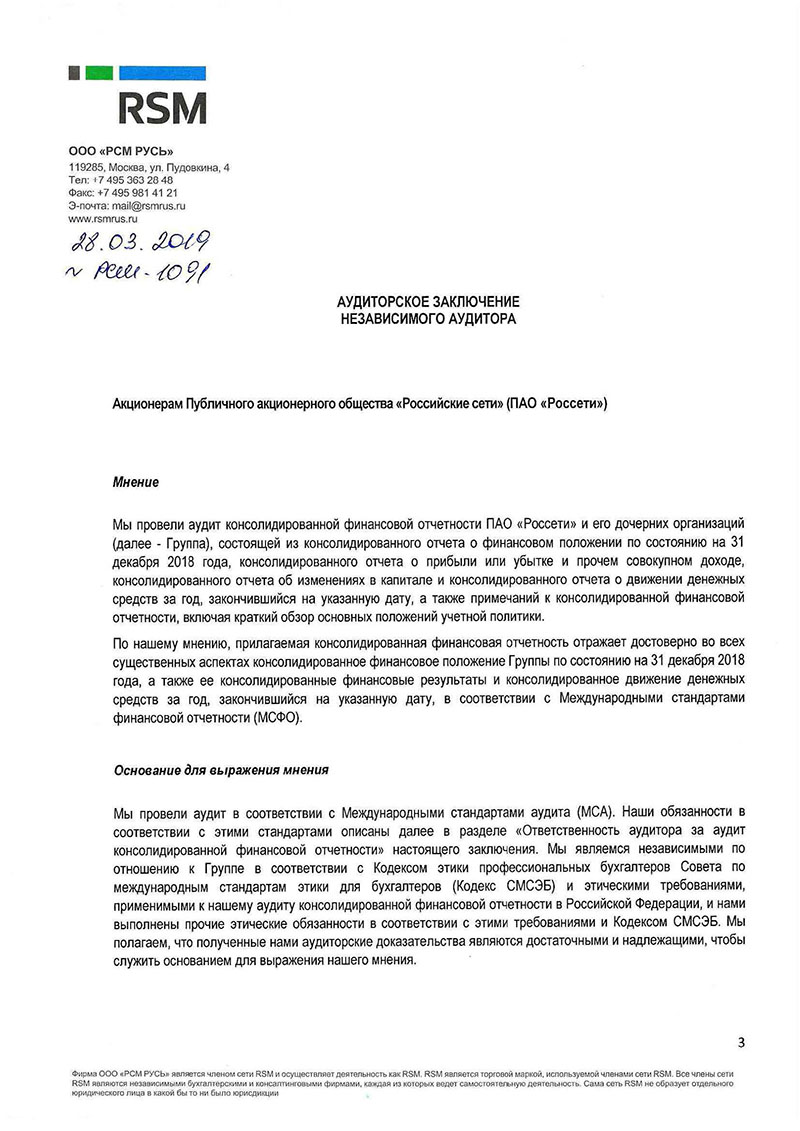 RSM
ООО «РСМ РУСЬ»
119285, Москва, ул. Пудовкина, 4
Тел: +7 495 363 28 48
Факс: +7 495 981 41 21
Э-почта: mail@rsmrus.ru
www.rsmrus.ru
28.03.2019
~ РСМ-1091
АУДИТОРСКОЕ ЗАКЛЮЧЕНИЕ
НЕЗАВИСИМОГО АУДИТОРА
Акционерам Публичного акционерного общества «Российские сети» (ПАО «Россети»)
Мнение
Мы провели аудит консолидированной финансовой отчетности ПАО «Россети» и его дочерних организаций
(далее - Группа), состоящей из консолидированного отчета о финансовом положении по состоянию на 31
декабря 2018 года, консолидированного отчета о прибыли или убытке и прочем совокупном доходе,
консолидированного отчета об изменениях в капитале и консолидированного отчета о движении денежных
средств за год, закончившийся на указанную дату, а также примечаний к консолидированной финансовой
отчетности, включая краткий обзор основных положений учетной политики.
По нашему мнению, прилагаемая консолидированная финансовая отчетность отражает достоверно во всех
существенных аспектах консолидированное финансовое положение Группы по состоянию на 31 декабря 2018
года, а также ее консолидированные финансовые результаты и консолидированное движение денежных
средств за год, закончившийся на указанную дату, в соответствии с Международными стандартами
финансовой отчетности (МСФО).
Основание для выражения мнения
Мы провели аудит в соответствии с Международными стандартами аудита (МСА). Наши обязанности в
соответствии с этими стандартами описаны далее в разделе «Ответственность аудитора за аудит
консолидированной финансовой отчетности» настоящего заключения. Мы являемся независимыми по
отношению к Группе в соответствии с Кодексом этики профессиональных бухгалтеров Совета по
международным стандартам этики для бухгалтеров (Кодекс СМСЭБ) и этическими требованиями,
применимыми к нашему аудиту консолидированной финансовой отчетности в Российской Федерации, и нами
выполнены прочие этические обязанности в соответствии с этими требованиями и Кодексом СМСЭБ. Мы
полагаем, что полученные нами аудиторские доказательства являются достаточными и надлежащими, чтобы
служить основанием для выражения нашего мнения.
3
Фирма ООО «РСМ РУСЬ» является членом сети RSM и осуществляет деятельность как RSM. RSM является торговой маркой, используемой членами сети RSM. Все члены сети
RSM являются независимыми бухгалтерскими и консалтинговыми фирмами, каждая из которых ведет самостоятельную деятельность. Сама сеть RSM не образует отдельного
юридического лица в какой бы то ни было юрисдикции